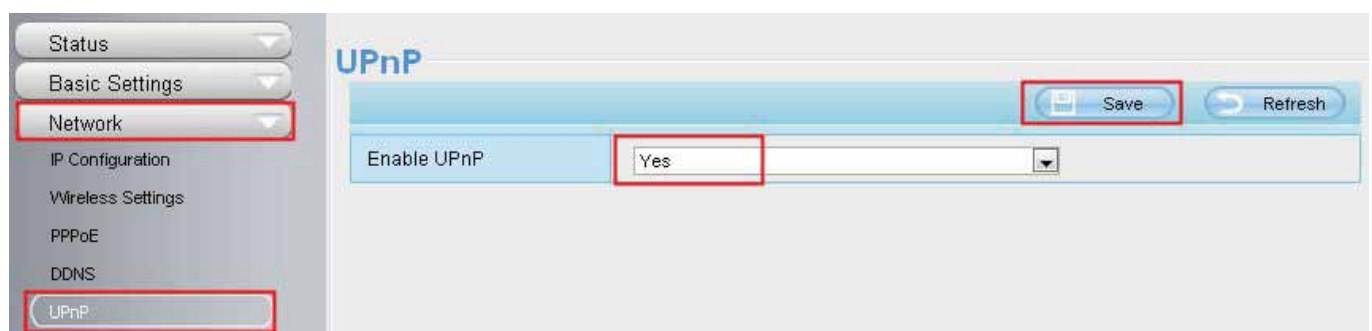 Status
Basic Settings
Network
IP Configuration
Wireless Settings
PPPoE
DDNS
UPnP
UPnP
Save Refresh
Enable UPnP Yes